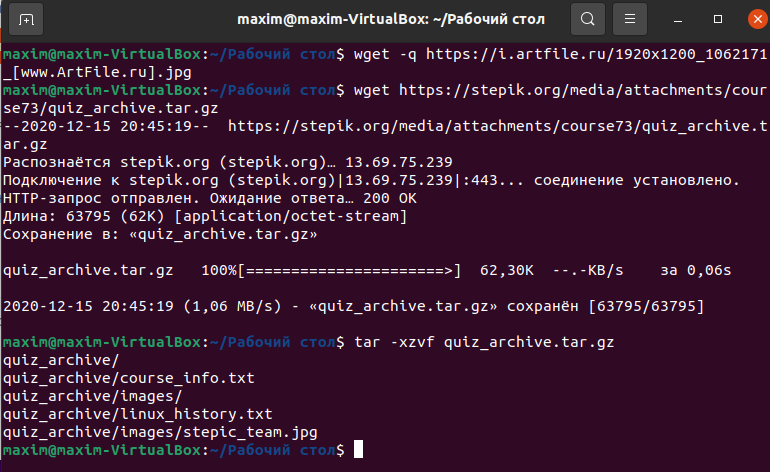 maxim@maxim-VirtualBox: ~/Рабочий стол
maxim@maxim-VirtualBox:~/Рабочий стол$ wget -q https://i.artfile.ru/1920x1200_1062171
_[www.ArtFile.ru].jpg
maxim@maxim-VirtualBox:~/Рабочий стол$ wget https://stepik.org/media/attachments/cour
se73/quiz_archive.tar.gz
--2020-12-15 20:45:19--  https://stepik.org/media/attachments/course73/quiz_archive.t
ar.gz
Распознаётся stepik.org (stepik.org)… 13.69.75.239
Подключение к stepik.org (stepik.org)|13.69.75.239|:443... соединение установлено.
HTTP-запрос отправлен. Ожидание ответа… 200 OK
Длина: 63795 (62K) [application/octet-stream]
Сохранение в: «quiz_archive.tar.gz»
quiz_archive.tar.gz   100%[======================>]  62,30K  --.-KB/s    за 0,06s
2020-12-15 20:45:19 (1,06 MB/s) - «quiz_archive.tar.gz» сохранён [63795/63795]
maxim@maxim-VirtualBox:~/Рабочий стол$ tar -xzvf quiz_archive.tar.gz
quiz_archive/
quiz_archive/course_info.txt
quiz_archive/images/
quiz_archive/linux_history.txt
quiz_archive/images/stepic_team.jpg
maxim@maxim-VirtualBox:~/Рабочий стол$